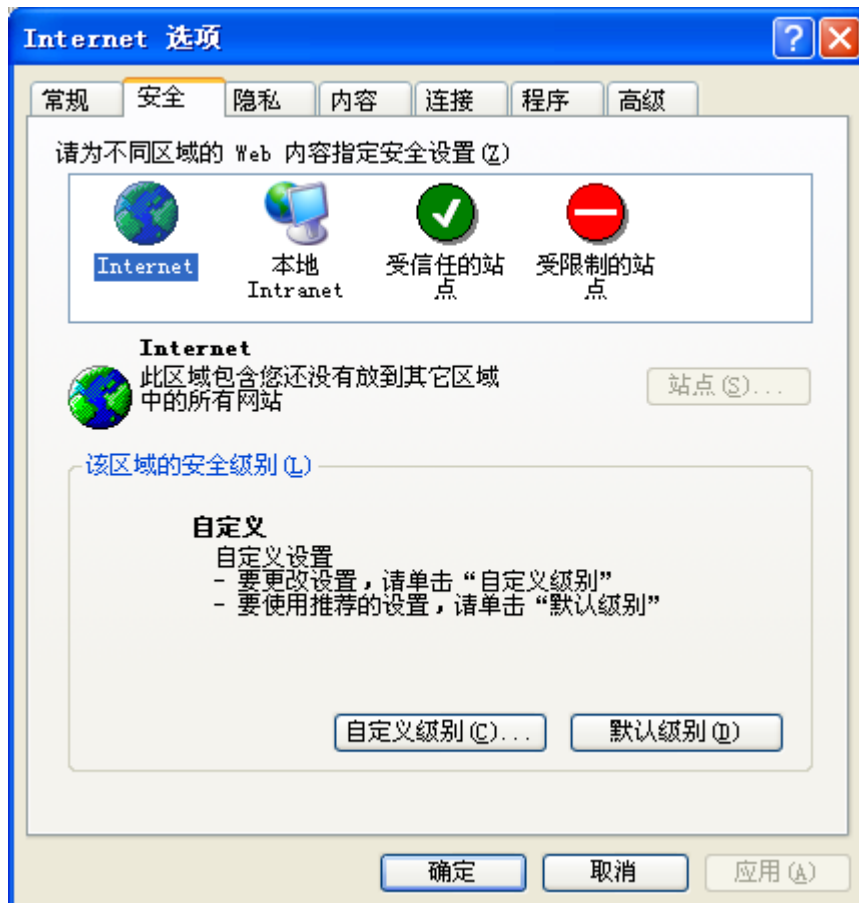 Internet 选项
常规 安全 隐私 内容 连接 程序 高级
请为不同区域的 Web 内容指定安全设置(Z)
Internet
本地
Intranet
受信任的站
点
受限制的站
点
Internet
此区域包含您还没有放到其它区域
中的所有网站
站点(S)...
该区域的安全级别(L)
自定义
自定义设置
- 要更改设置，请单击“自定义级别”
- 要使用推荐的设置，请单击“默认级别”
自定义级别(C)... 默认级别(D)
确定 取消 应用(A)